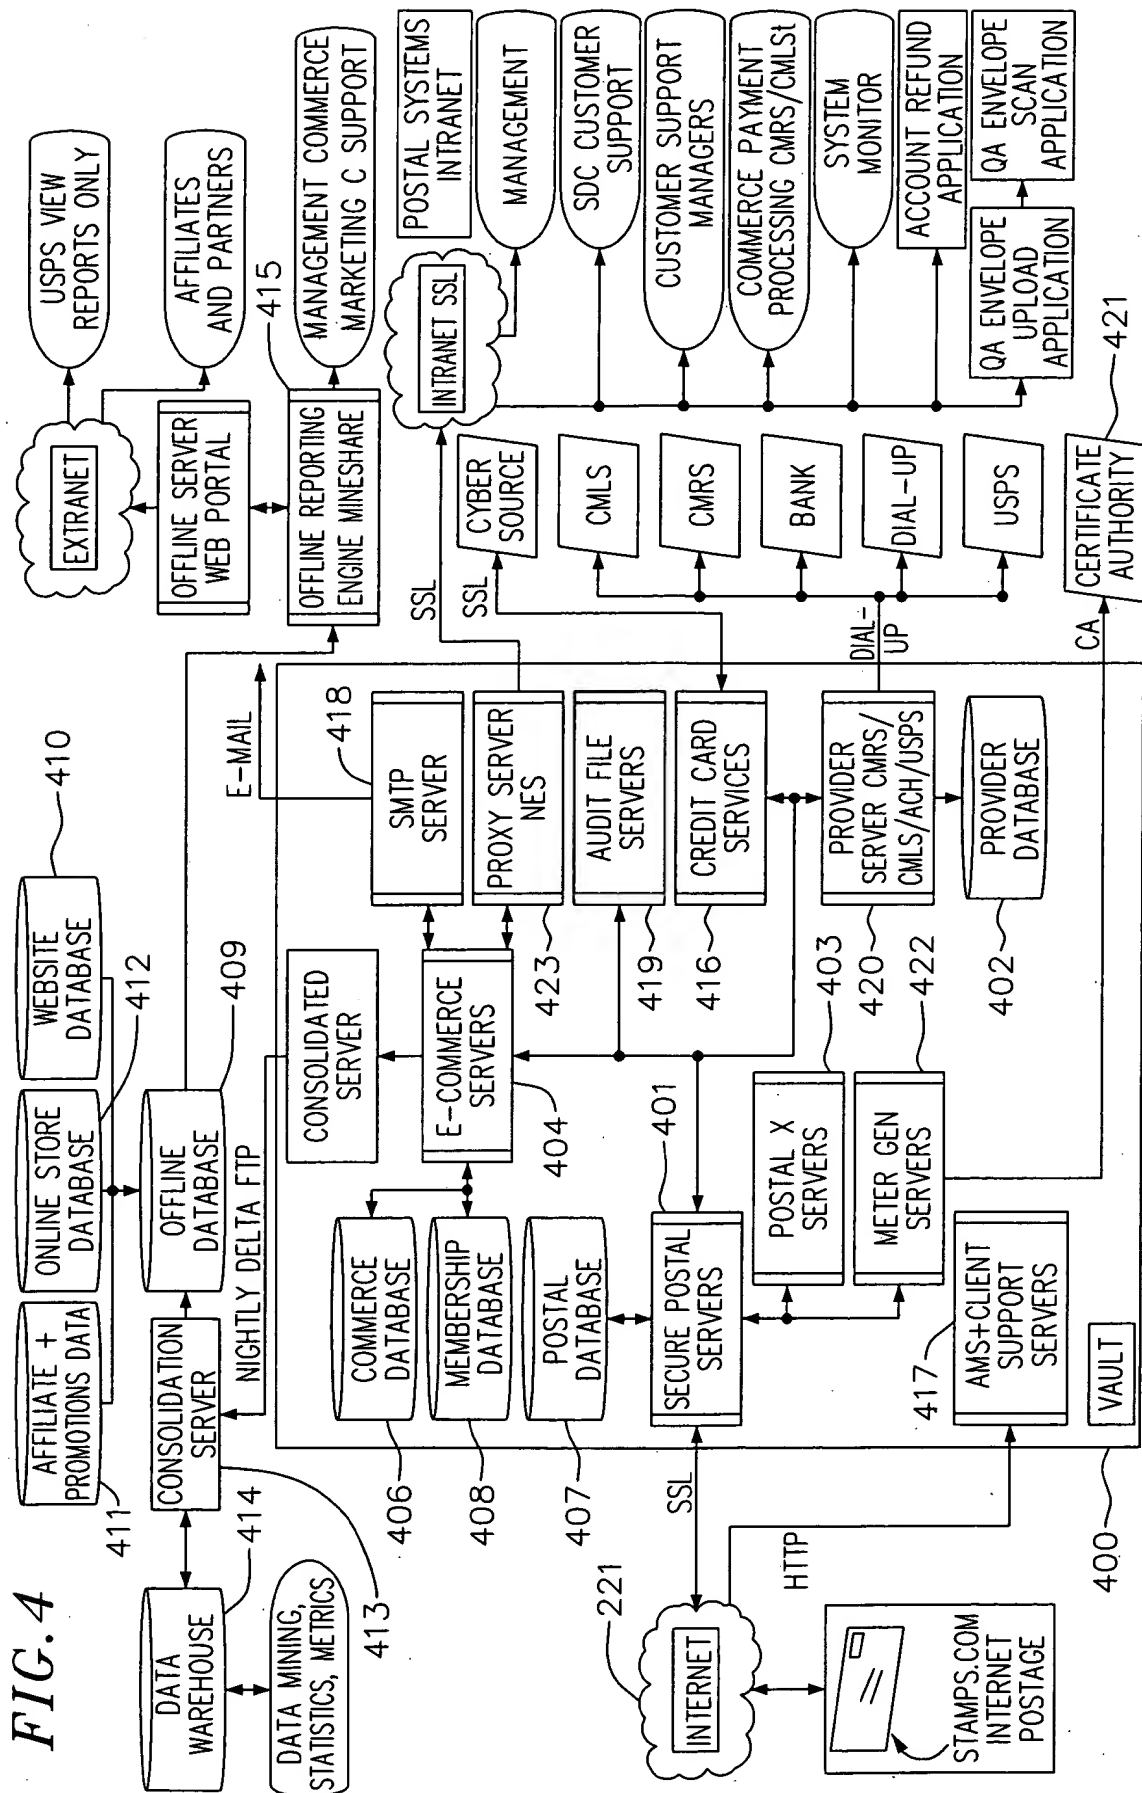 FIG.4
AFFILIATE +
PROMOTIONS DATA
411
ONLINE STORE
DATABASE
412
WEBSITE
DATABASE
410
DATA
WAREHOUSE
414
CONSOLIDATION
SERVER
413
OFFLINE
DATABASE
409
DATA MINING,
STATISTICS, METRICS
NIGHTLY DELTA FTP
E-MAIL
EXTRANET
USPS VIEW
REPORTS ONLY
AFFILIATES
AND PARTNERS
OFFLINE SERVER
WEB PORTAL
415
OFFLINE REPORTING
ENGINE MINESHARE
MANAGEMENT COMMERCE
MARKETING C SUPPORT
CONSOLIDATED
SERVER
SMTP
SERVER
418
COMMERCE
DATABASE
406
MEMBERSHIP
DATABASE
408
E-COMMERCE
SERVERS
404
PROXY SERVER
NES
423
SSL
INTRANET SSL
POSTAL SYSTEMS
INTRANET
MANAGEMENT
SDC CUSTOMER
SUPPORT
CUSTOMER SUPPORT
MANAGERS
COMMERCE PAYMENT
PROCESSING CMRS/CMLSt
SYSTEM
MONITOR
ACCOUNT REFUND
APPLICATION
QA ENVELOPE
UPLOAD
APPLICATION
QA ENVELOPE
SCAN
APPLICATION
POSTAL
DATABASE
407
AUDIT FILE
SERVERS
419
SSL
CYBER
SOURCE
CMLS
CMRS
BANK
DIAL-UP
USPS
SECURE POSTAL
SERVERS
401
CREDIT CARD
SERVICES
416
POSTAL X
SERVERS
403
PROVIDER
SERVER CMRS/
CMLS/ACH/USPS
420
DIAL-
UP
METER GEN
SERVERS
422
PROVIDER
DATABASE
402
CA
CERTIFICATE
AUTHORITY
421
AMS+CLIENT
SUPPORT
SERVERS
417
VAULT
400
SSL
HTTP
INTERNET
221
STAMPS.COM
INTERNET
POSTAGE